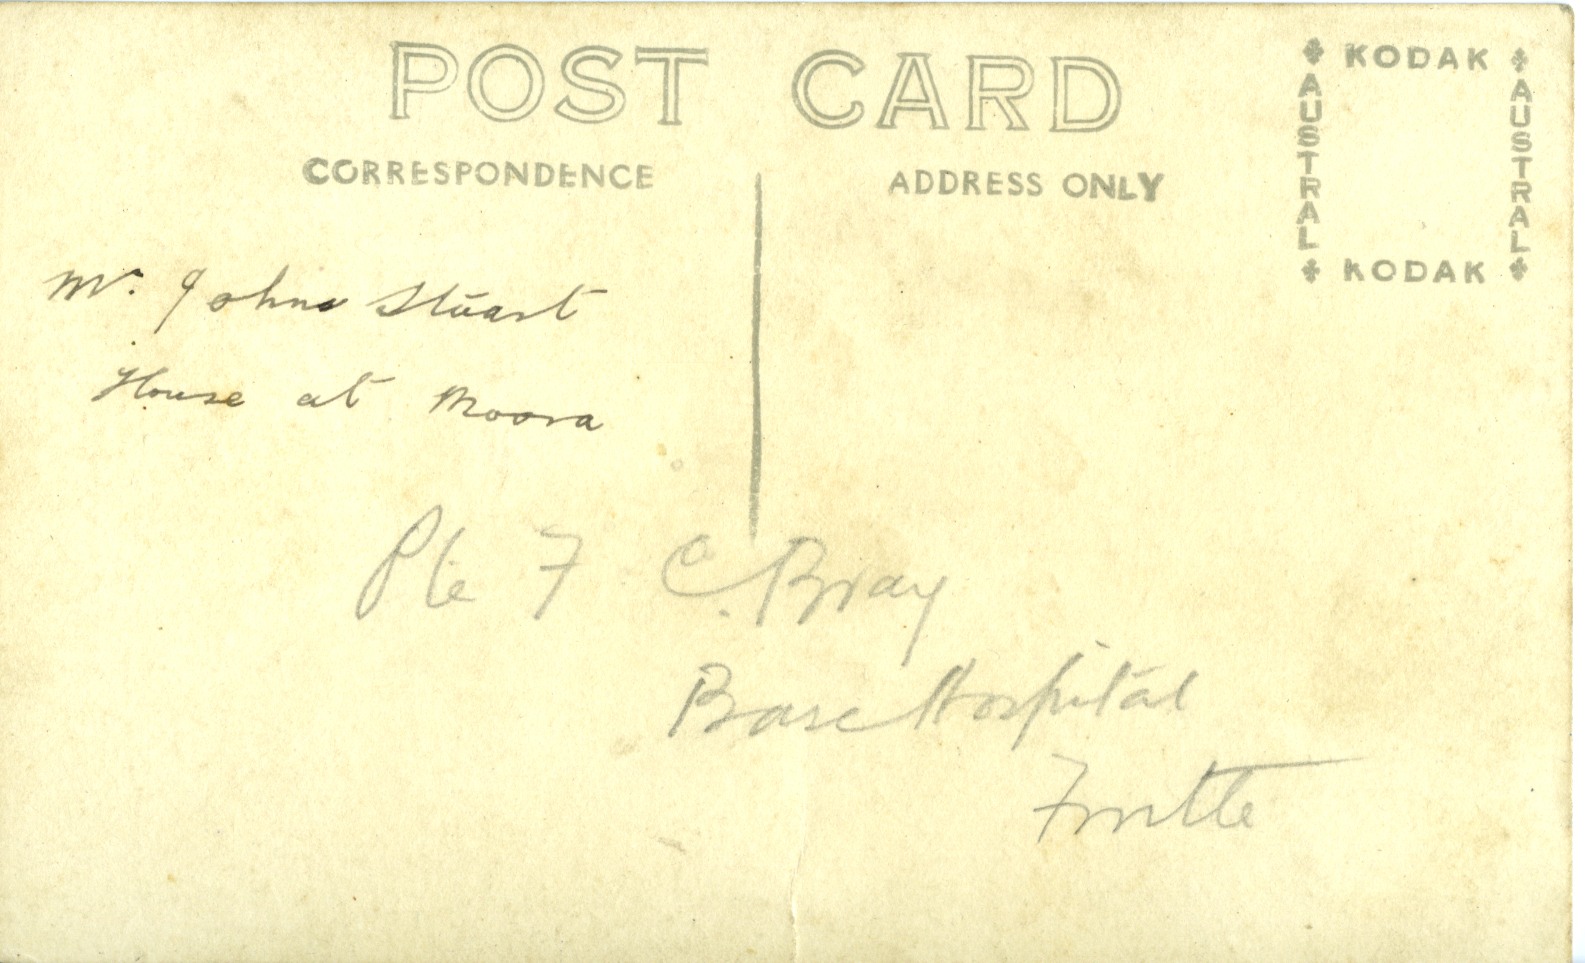 POST CARD
CORRESPONDENCE
ADDRESS ONLY
KODAK
AUSTRAL
AUSTRAL
KODAK
Mr. Johns Stuart
House at Moora
Pte F C. Bray
Base Hospital